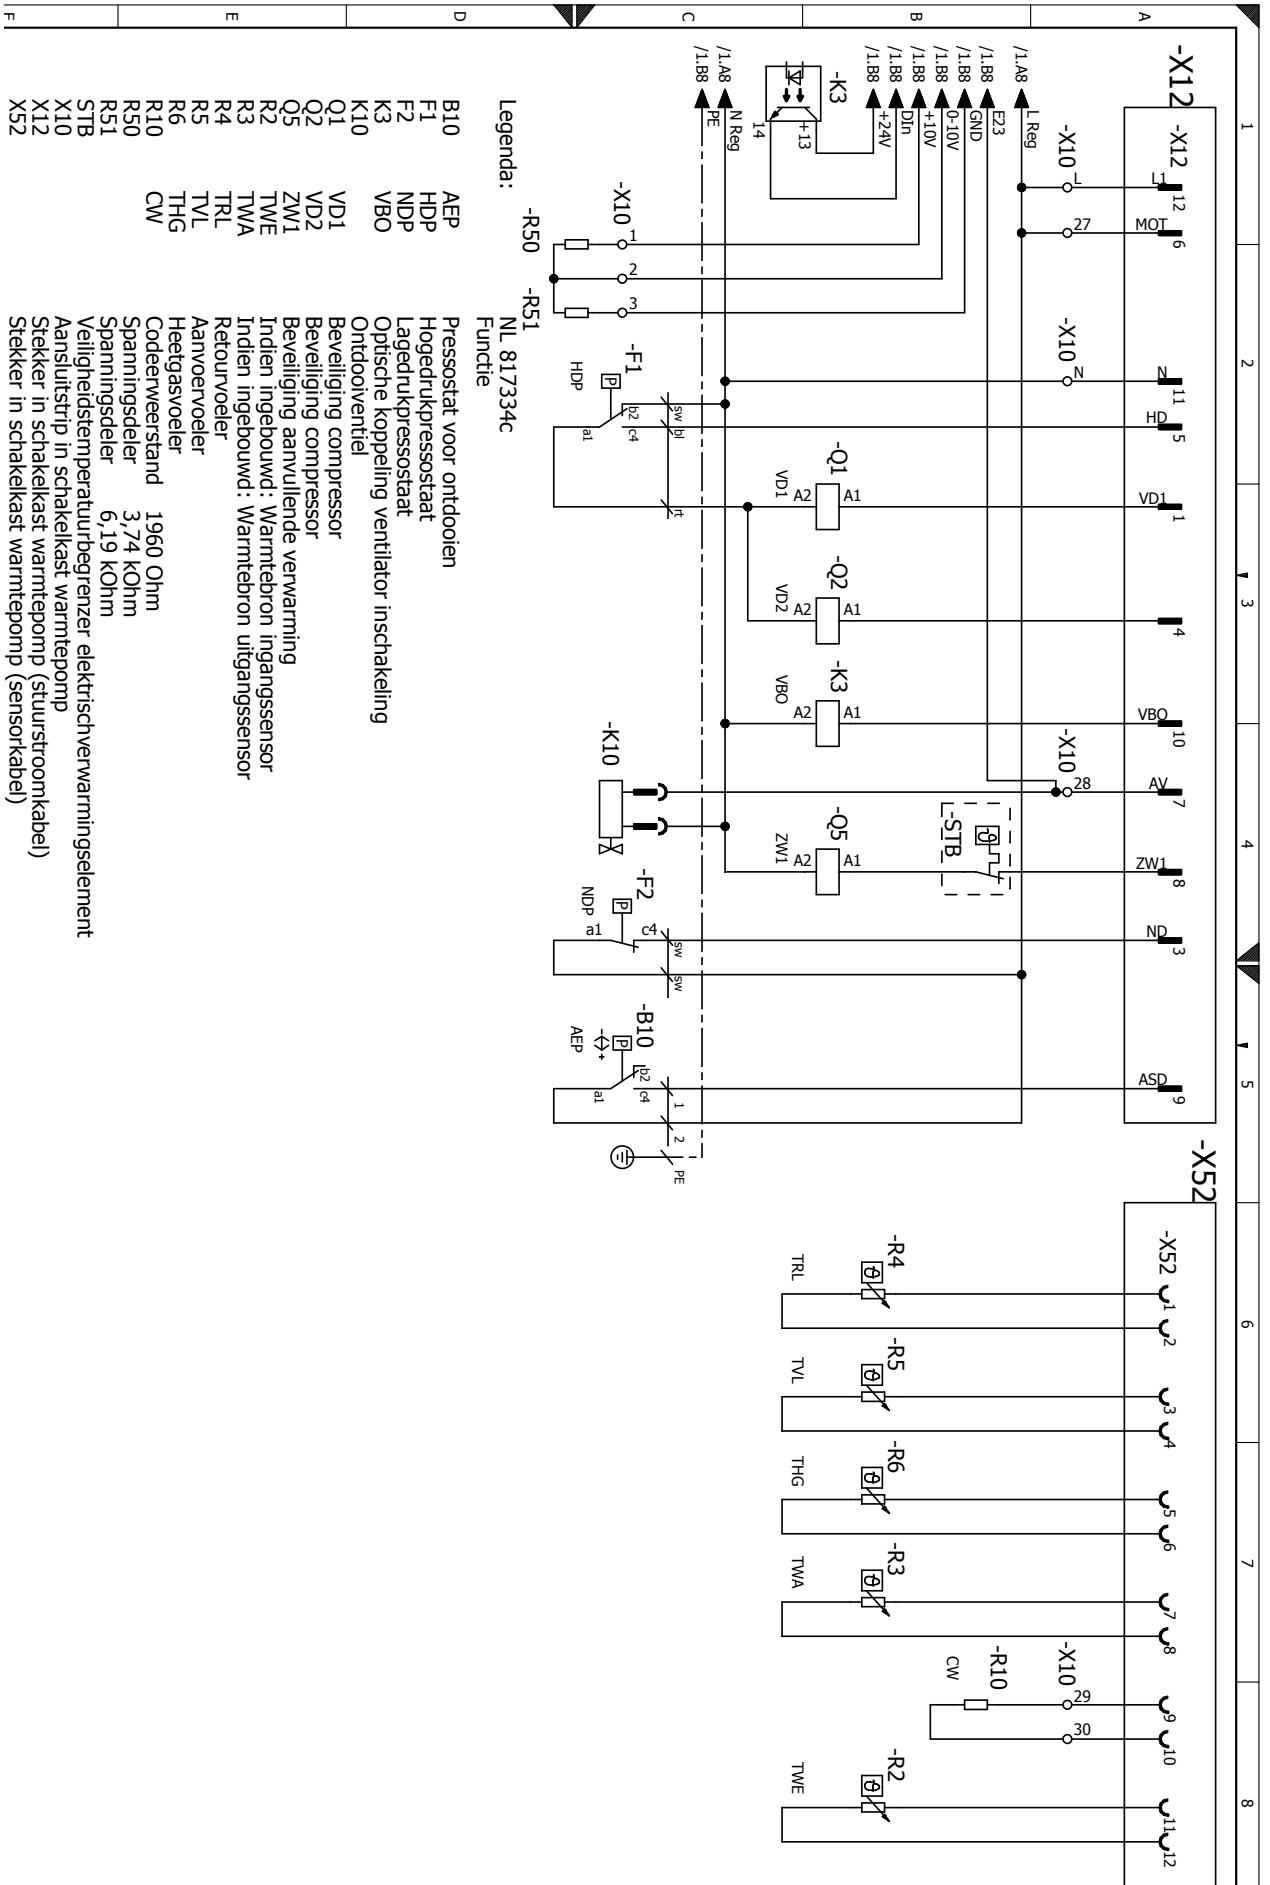 1 2 3 4 5 6 7 8
A B C D E F
-X12
-X52
-X12
L1 12
MOT 6
N 11
HD 5
VD1 1
4
VBO 10
AV 7
ZW1 8
ND 3
ASD 9
-X52
1 2 3 4 5 6 7 8 9 10 11 12
-X10 L
27
-X10 N
-X10 28
-X10 29 30
/1.A8 L Reg
/1.B8 E23
/1.B8 GND
/1.B8 0-10V
/1.B8 +10V
/1.B8 DIn
/1.B8 +24V
-K3
+13
14
/1.A8 N Reg
/1.B8 PE
-X10 1 2 3
-R50
-R51
-F1
HDP
P
b2
a1
c4
sw
bl
rt
-Q1
VD1 A2 A1
-Q2
VD2 A2 A1
-K3
VBO A2 A1
-K10
-Q5
ZW1 A2 A1
-STB
-F2
NDP
P
a1 c4
sw
sw
-B10
AEP
P
- +
b2
a1
c4
1
2
PE
-R4
TRL
-R5
TVL
-R6
THG
-R3
TWA
-R10
CW
-R2
TWE
Legenda: NL 817334c
Functie
B10 AEP Pressostat voor ontdooien
F1 HDP Hogedrukpressostaat
F2 NDP Lagedrukpressostaat
K3 VBO Optische koppeling ventilator inschakeling
K10 Ontdooiventiel
Q1 VD1 Beveiliging compressor
Q2 VD2 Beveiliging compressor
Q5 ZW1 Beveiliging aanvullende verwarming
R2 TWE Indien ingebouwd: Warmtebron ingangssensor
R3 TWA Indien ingebouwd: Warmtebron uitgangssensor
R4 TRL Retourvoeler
R5 TVL Aanvoervoeler
R6 THG Heetgasvoeler
R10 CW Codeerweerstand 1960 Ohm
R50 Spanningsdeler 3,74 kOhm
R51 Spanningsdeler 6,19 kOhm
STB Veiligheidstemperatuurbegrenzer elektrischverwarmingselement
X10 Aansluitstrip in schakelkast warmtepomp
X12 Stekker in schakelkast warmtepomp (stuurstroomkabel)
X52 Stekker in schakelkast warmtepomp (sensorkabel)